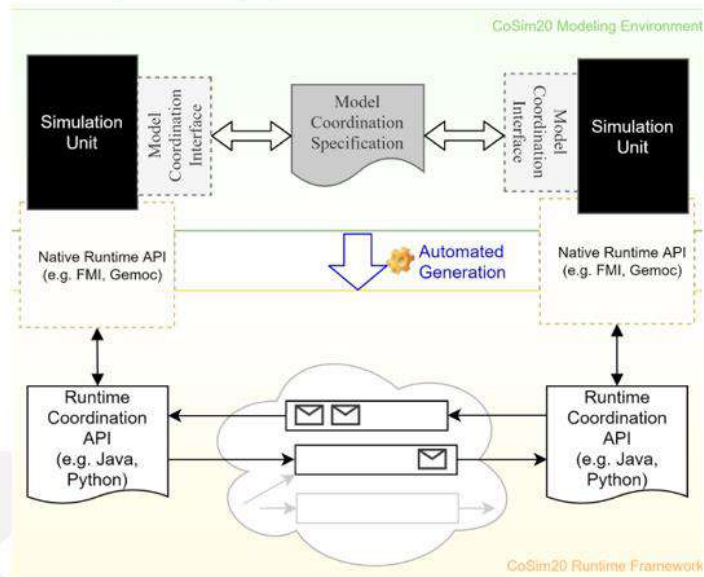 CoSim20 Modeling Environment
Simulation
Unit
Model
Coordination
Interface
Model
Coordination
Specification
Model
Coordination
Interface
Simulation
Unit
Native Runtime API
(e.g. FMI, Gemoc)
Automated
Generation
Native Runtime API
(e.g. FMI, Gemoc)
Runtime
Coordination
API
(e.g. Java,
Python)
Runtime
Coordination
API
(e.g. Java,
Python)
CoSim20 Runtime Framework